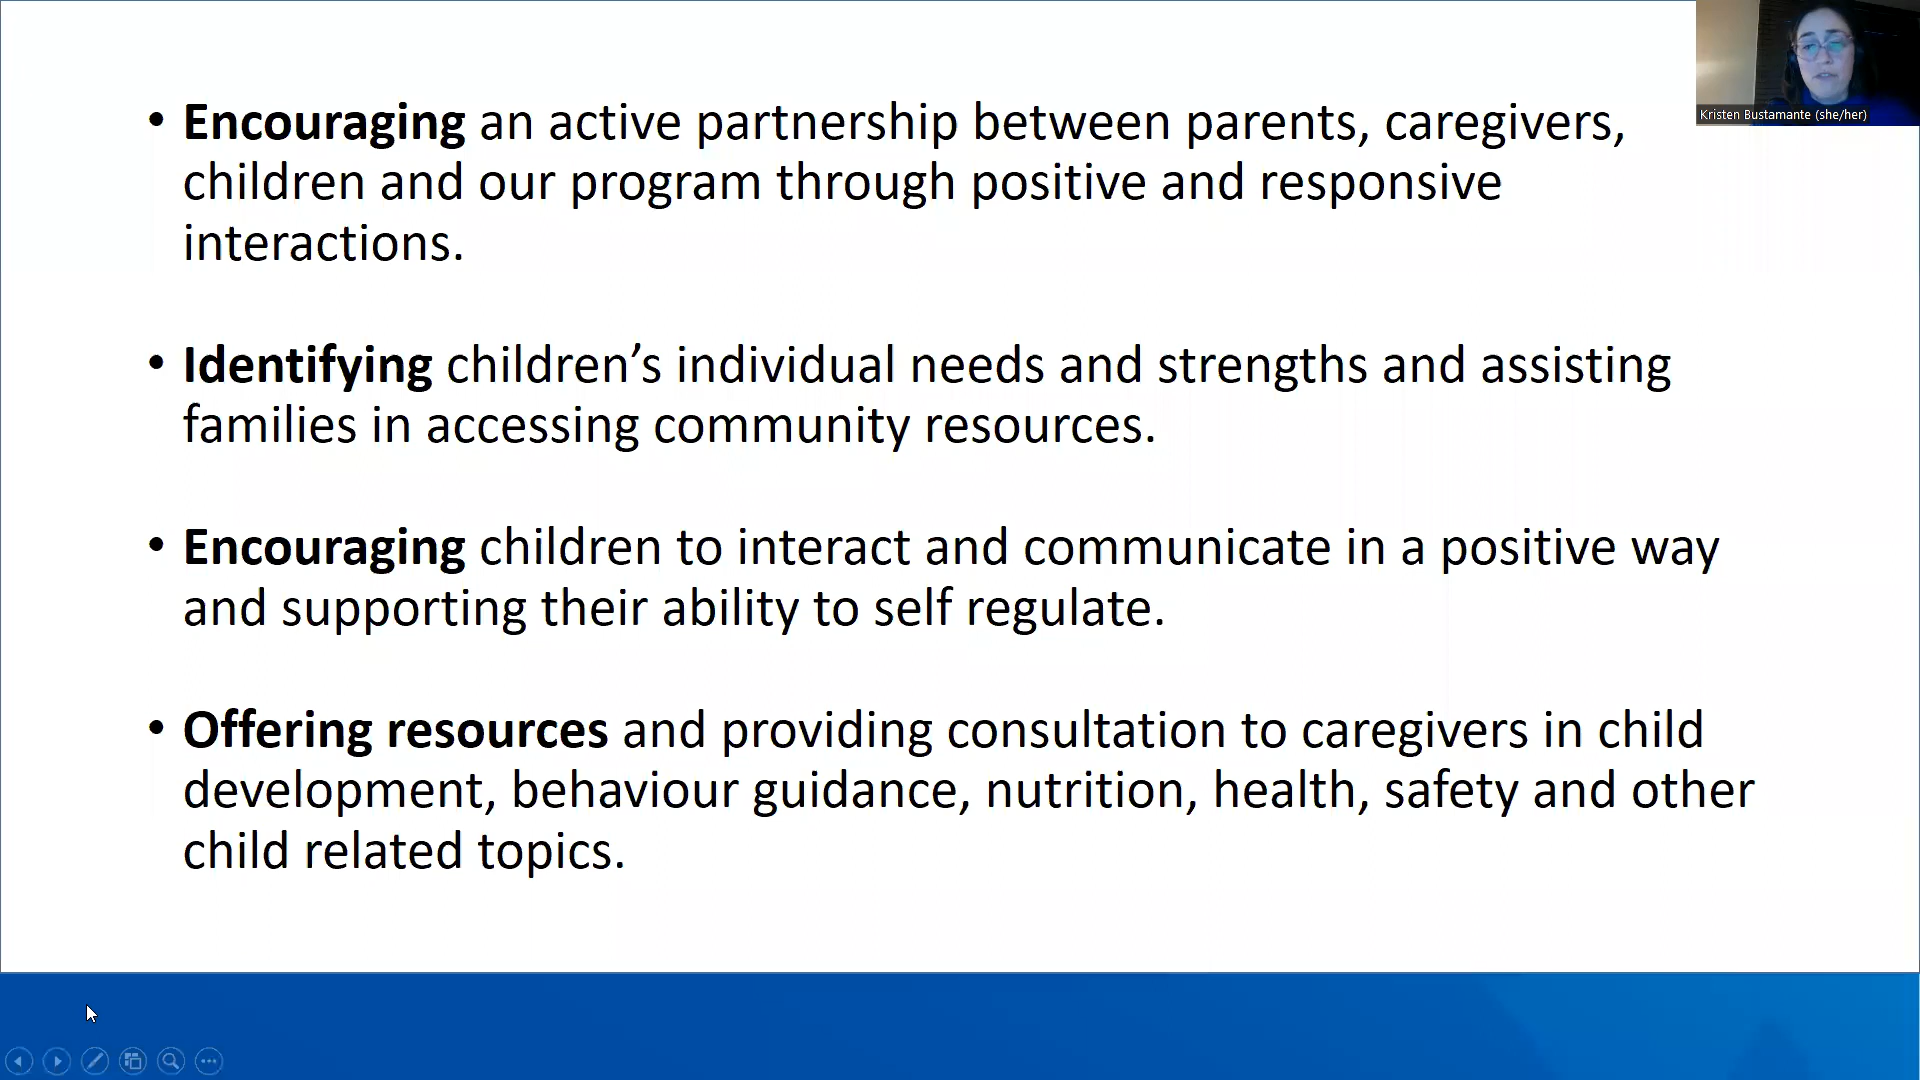 • Encouraging an active partnership between parents, caregivers,
children and our program through positive and responsive
interactions.
• Identifying children’s individual needs and strengths and assisting
families in accessing community resources.
• Encouraging children to interact and communicate in a positive way
and supporting their ability to self regulate.
• Offering resources and providing consultation to caregivers in child
development, behaviour guidance, nutrition, health, safety and other
child related topics.
Kristen Bustamante (she/her)